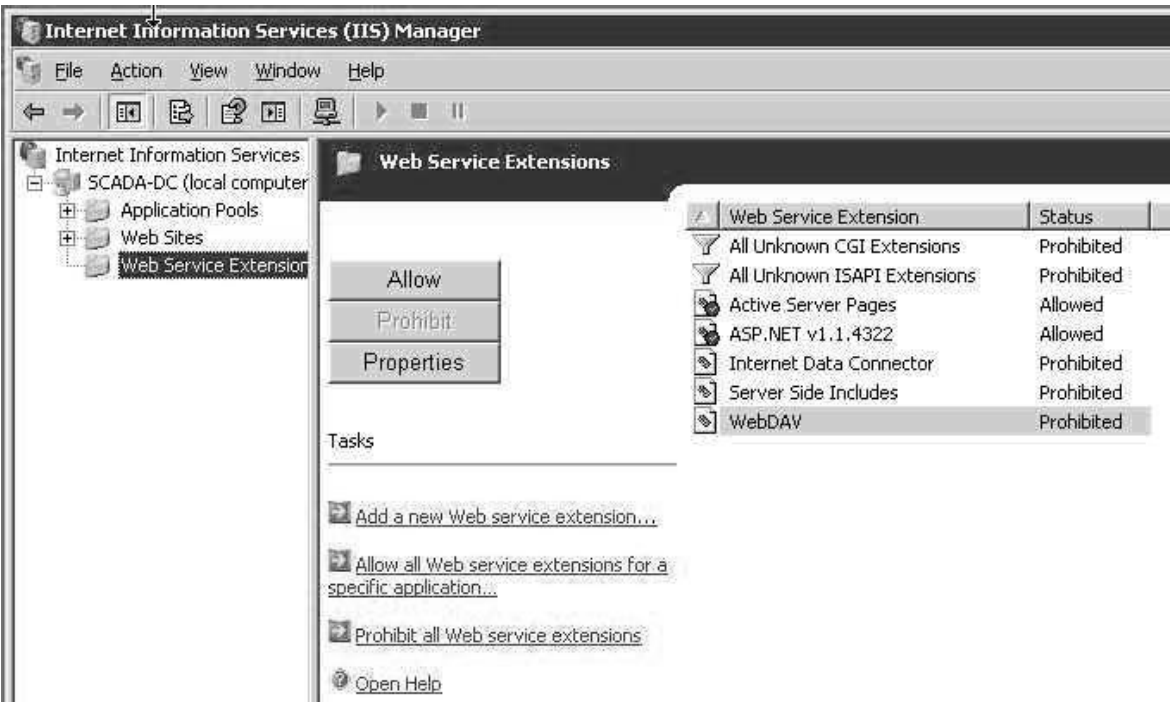 Internet Information Services (IIS) Manager
File Action View Window Help
Internet Information Services
SCADA-DC (local computer
Application Pools
Web Sites
Web Service Extension
Web Service Extensions
Allow
Prohibit
Properties
Tasks
Add a new Web service extension...
Allow all Web service extensions for a
specific application...
Prohibit all Web service extensions
Open Help
Web Service Extension Status
All Unknown CGI Extensions Prohibited
All Unknown ISAPI Extensions Prohibited
Active Server Pages Allowed
ASP.NET v1.1.4322 Allowed
Internet Data Connector Prohibited
Server Side Includes Prohibited
WebDAV Prohibited